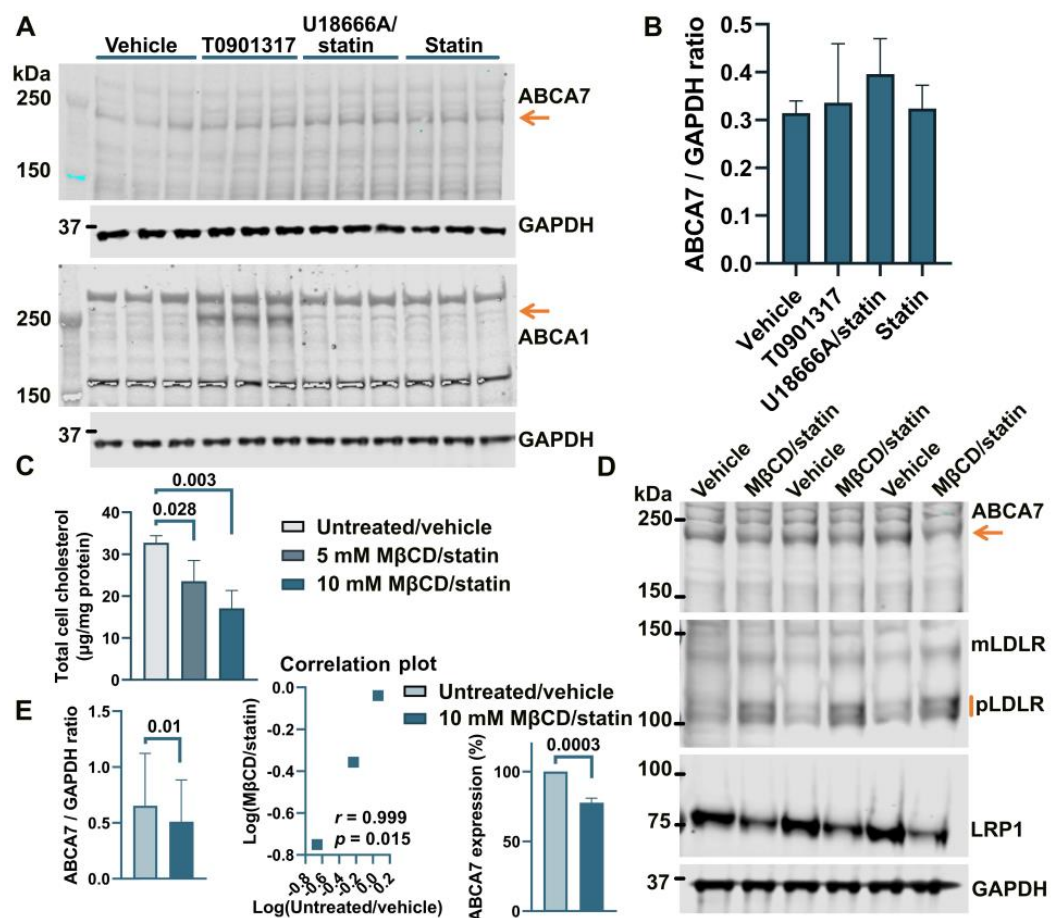 A
Vehicle
T0901317
U18666A/
statin
Statin
kDa
250
150
ABCA7
37
GAPDH
250
150
ABCA1
37
GAPDH
B
ABCA7 / GAPDH ratio
0.5
0.4
0.3
0.2
0.1
0.0
Vehicle
T0901317
U18666A/statin
Statin
C
Total cell cholesterol
(µg/mg protein)
40
30
20
10
0
0.003
0.028
Untreated/vehicle
5 mM MβCD/statin
10 mM MβCD/statin
D
Vehicle
MβCD/statin
Vehicle
MβCD/statin
Vehicle
MβCD/statin
kDa
250
150
ABCA7
150
100
mLDLR
pLDLR
100
75
LRP1
37
GAPDH
E
ABCA7 / GAPDH ratio
1.5
1.0
0.5
0.0
0.01
Correlation plot
Log(MβCD/statin)
0.0
-0.2
-0.4
-0.6
-0.8
r = 0.999
p = 0.015
-0.8
-0.6
-0.4
-0.2
0.0
0.2
Log(Untreated/vehicle)
Untreated/vehicle
10 mM MβCD/statin
ABCA7 expression (%)
100
50
0
0.0003